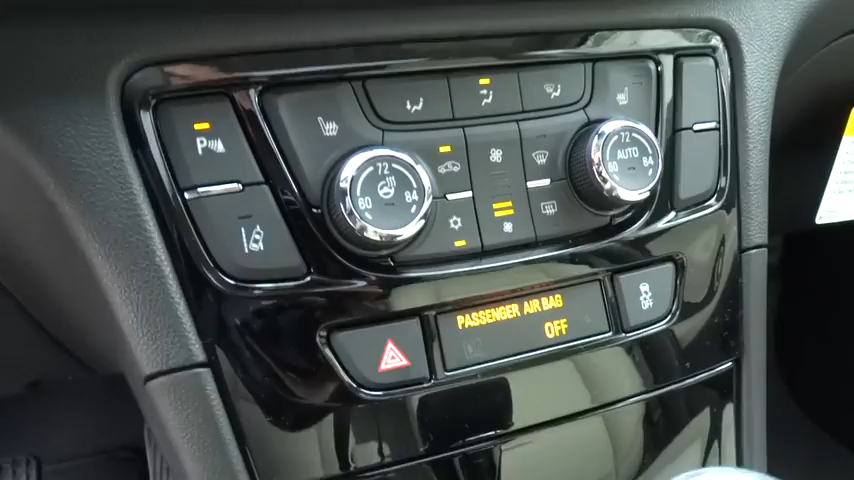 P
72
60
84
72
AUTO
60
84
PASSENGER AIR BAG
OFF
OFF